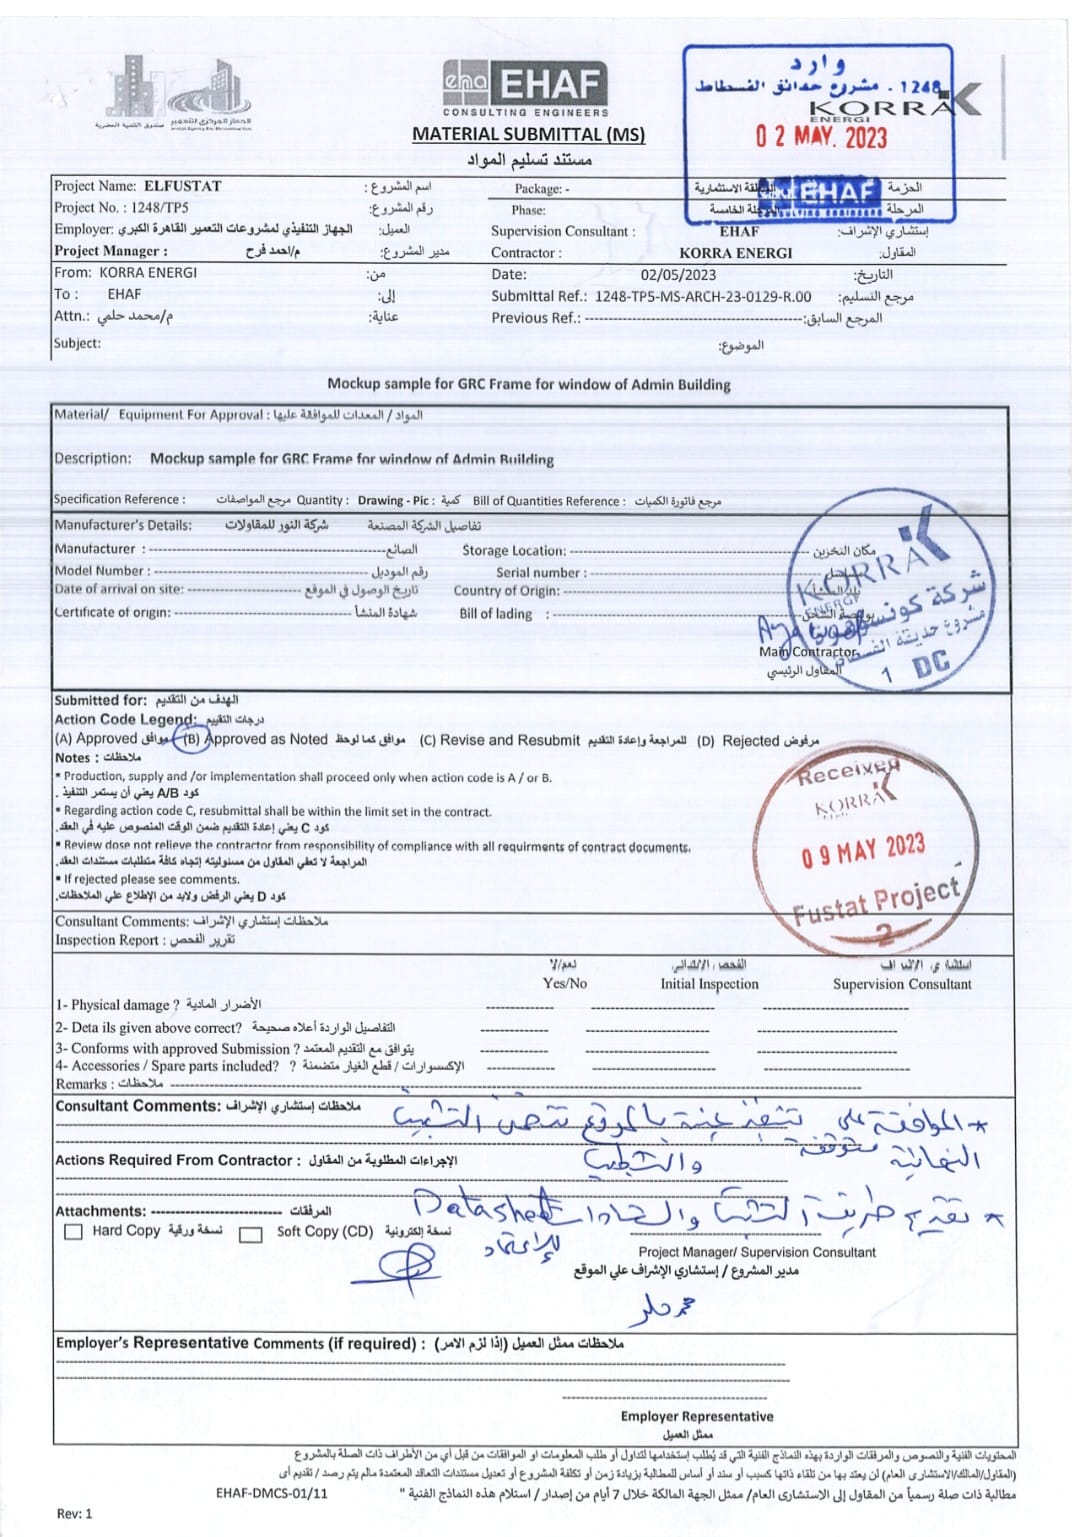 صندوق التنمية الحضرية
الجهاز المركزي للتعمير
eha EHAF
CONSULTING ENGINEERS
MATERIAL SUBMITTAL (MS)
مستند تسليم المواد
وارد
1248 - مشروع حدائق الفسطاط
KORRA
ENERGI
02 MAY. 2023
EHAF
CONSULTING ENGINEERS
Project Name: ELFUSTAT اسم المشروع : Package: - الاستثمارية الحزمة
Project No. : 1248/TP5 رقم المشروع: Phase: الخامسة المرحلة
Employer: الجهاز التنفيذي لمشروعات التعمير القاهرة الكبري العميل: Supervision Consultant : EHAF إستشاري الإشراف:
Project Manager : م/احمد فرح مدير المشروع: Contractor : KORRA ENERGI المقاول:
From: KORRA ENERGI من: Date: 02/05/2023 التاريخ:
To : EHAF إلى: Submittal Ref.: 1248-TP5-MS-ARCH-23-0129-R.00 مرجع التسليم:
Attn.: م/محمد حلمي عناية: Previous Ref.: المرجع السابق:
Subject: الموضوع:
Mockup sample for GRC Frame for window of Admin Building
Material/ Equipment For Approval : المواد / المعدات للموافقة عليها
Description: Mockup sample for GRC Frame for window of Admin Building
Specification Reference : مرجع المواصفات Quantity : Drawing - Pic : كمية Bill of Quantities Reference : مرجع فاتورة الكميات
Manufacturer's Details: شركة النور للمقاولات تفاصيل الشركة المصنعة
Manufacturer : الصانع Storage Location: مكان التخزين
Model Number : رقم الموديل Serial number :
Date of arrival on site: تاريخ الوصول في الموقع Country of Origin:
Certificate of origin: شهادة المنشأ Bill of lading :
KORRA
ENERGI
شركة كونسورتيوم
مشروع حديقة الفسطاط
1 DC
Aya
Main Contractor
المقاول الرئيسي
Submitted for: الهدف من التقديم
Action Code Legend: درجات التقييم
(A) Approved موافق (B) Approved as Noted موافق كما لوحظ (C) Revise and Resubmit للمراجعة وإعادة التقديم (D) Rejected مرفوض
Notes : ملاحظات
▪ Production, supply and /or implementation shall proceed only when action code is A / or B.
كود A/B يعني أن يستمر التنفيذ .
▪ Regarding action code C, resubmittal shall be within the limit set in the contract.
كود C يعني إعادة التقديم ضمن الوقت المنصوص عليه في العقد.
▪ Review dose not relieve the contractor from responsibility of compliance with all requirments of contract documents.
المراجعة لا تعفي المقاول من مسئوليته إتجاه كافة متطلبات مستندات العقد.
▪ If rejected please see comments.
كود D يعني الرفض ولابد من الإطلاع علي الملاحظات.
Received
KORRA
09 MAY 2023
Fustat Project
2
Consultant Comments: ملاحظات إستشاري الإشراف
Inspection Report : تقرير الفحص
نعم/لا الفحص الإبتدائي استشاري الإشراف
Yes/No Initial Inspection Supervision Consultant
1- Physical damage ? الأضرار المادية ?
2- Deta ils given above correct? التفاصيل الواردة أعلاه صحيحة
3- Conforms with approved Submission ? يتوافق مع التقديم المعتمد
4- Accessories / Spare parts included? ? الإكسسوارات / قطع الغيار متضمنة
Remarks : ملاحظات
Consultant Comments: ملاحظات إستشاري الإشراف:
* الموافقة على تنفيذ عينة بالموقع تتضمن التثبيت
النهائية متوقفة والتشطيب
Actions Required From Contractor : الإجراءات المطلوبة من المقاول:
* تقديم طريقة التثبيت والشهادات Datasheet
للإعتماد
Attachments: المرفقات
Hard Copy نسخة ورقية Soft Copy (CD) نسخة إلكترونية
Project Manager/ Supervision Consultant
مدير المشروع / إستشاري الإشراف علي الموقع
محمد حلمي
Employer's Representative Comments (if required) : ملاحظات ممثل العميل (إذا لزم الامر) :
Employer Representative
ممثل العميل
المحتويات الفنية والنصوص والمرفقات الواردة بهذه النماذج الفنية التي قد يُطلب إستخدامها لتداول أو طلب المعلومات او الموافقات من قبل أي من الأطراف ذات الصلة بالمشروع
(المقاول/المالك/الاستشارى العام) لن يعتد بها من تلقاء ذاتها كسبب أو سند أو أساس للمطالبة بزيادة زمن أو تكلفة المشروع أو تعديل مستندات التعاقد المعتمدة مالم يتم رصد / تقديم أى
مطالبة ذات صلة رسمياً من المقاول إلى الاستشارى العام/ ممثل الجهة المالكة خلال 7 أيام من إصدار / استلام هذه النماذج الفنية "
EHAF-DMCS-01/11
Rev: 1